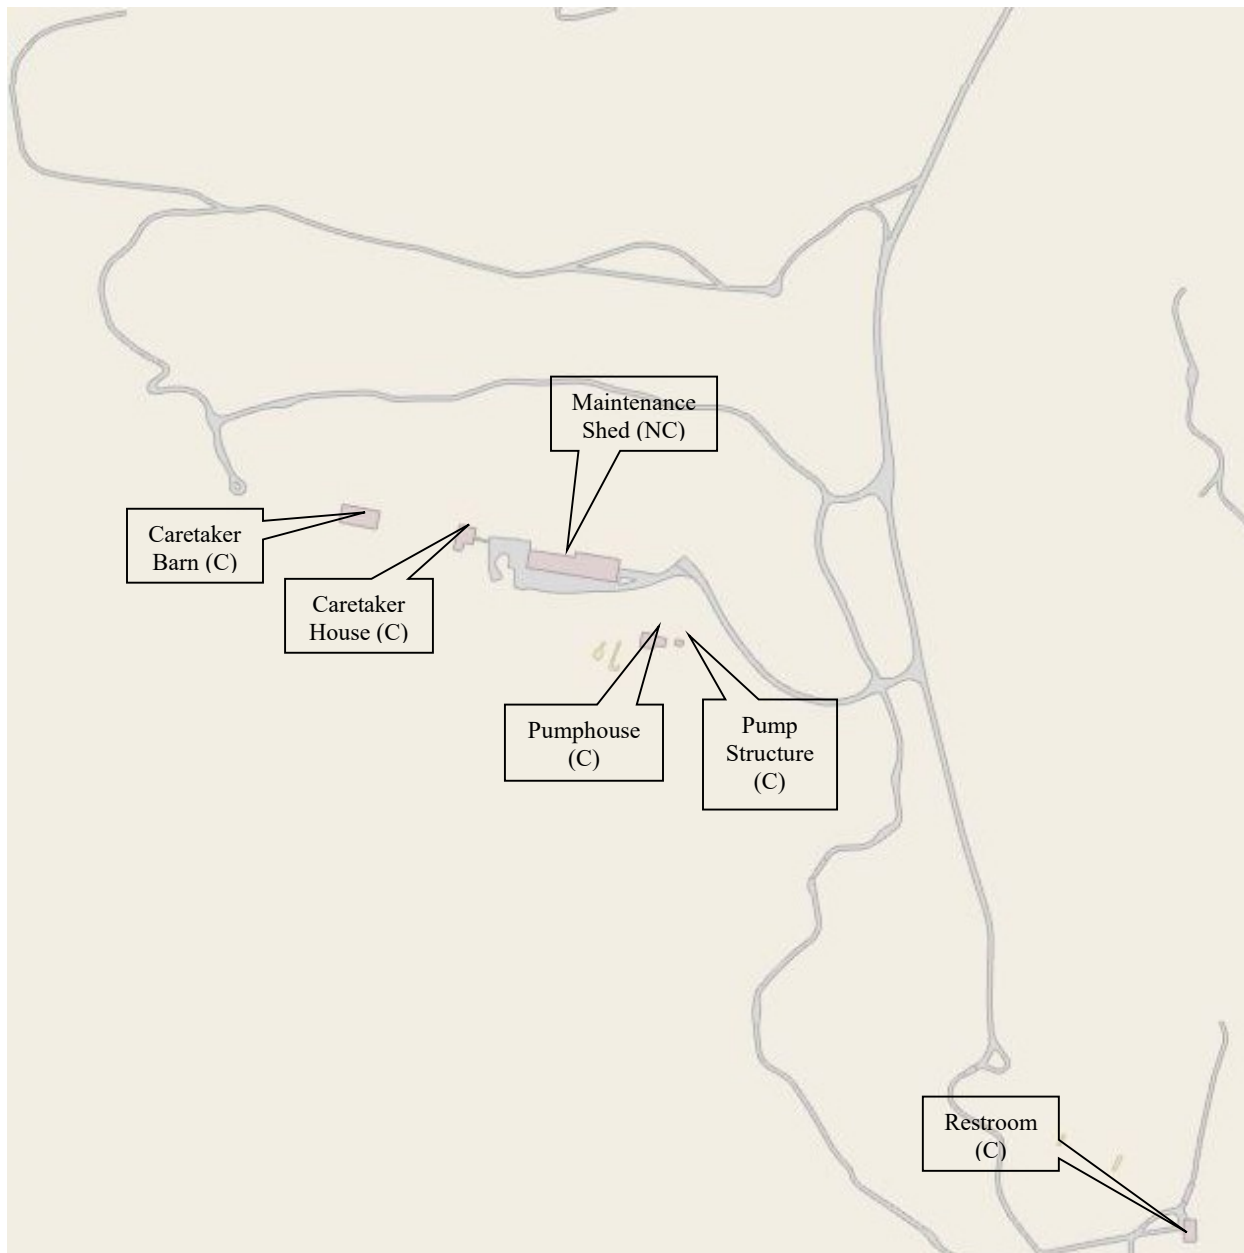 Maintenance
Shed (NC)
Caretaker
Barn (C)
Caretaker
House (C)
Pumphouse
(C)
Pump
Structure
(C)
Restroom
(C)